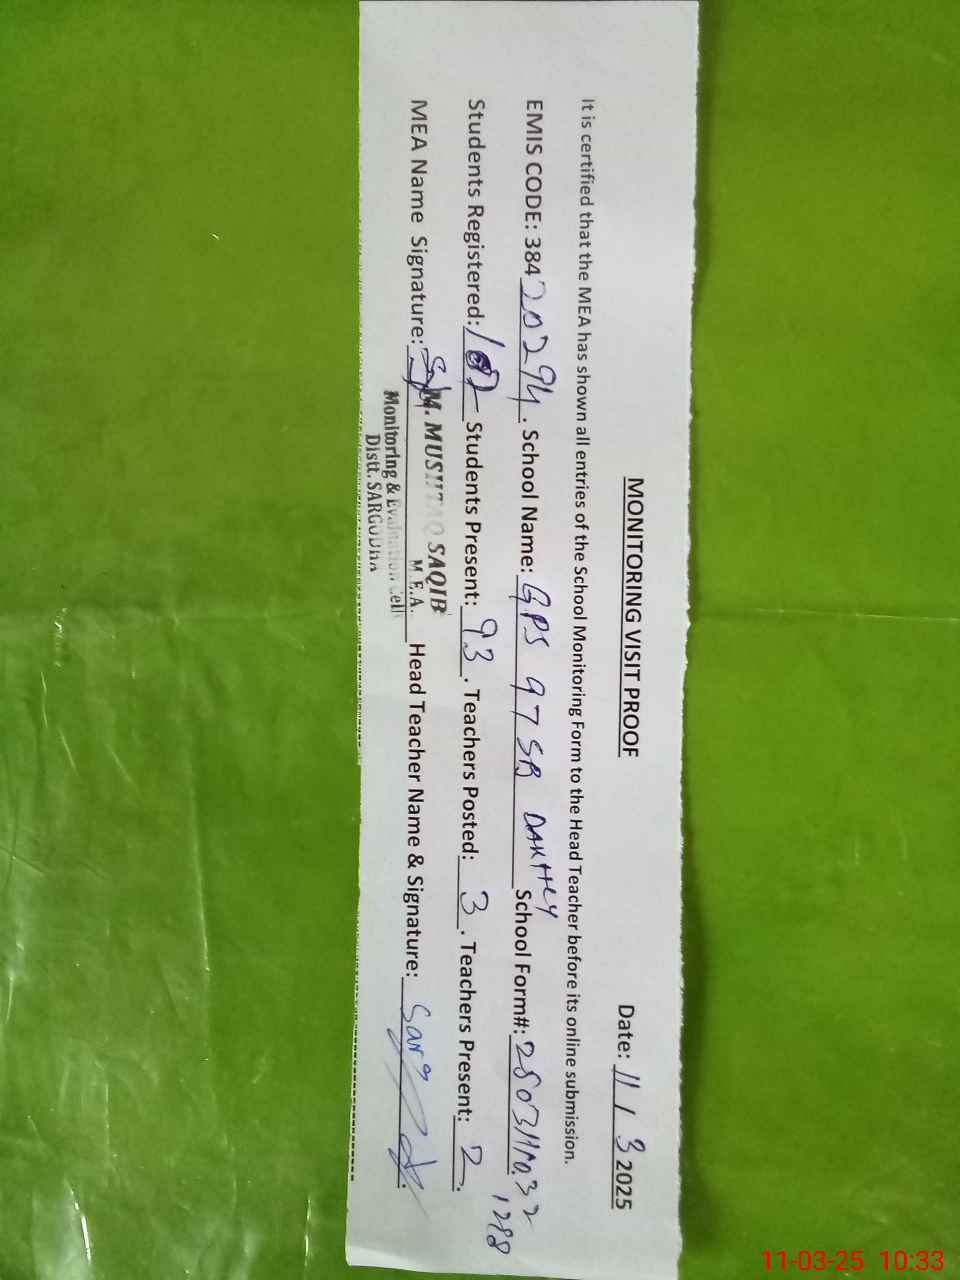 MONITORING VISIT PROOF Date: 11/3 2025
It is certified that the MEA has shown all entries of the School Monitoring Form to the Head Teacher before its online submission.
EMIS CODE: 38420294. School Name: GPS 97 SB DAKHLY School Form#:
1288
Students Registered: Students Present: 93. Teachers Posted: 3. Teachers Present: 2.
MEA Name Signature: Head Teacher Name & Signature:
M. MUSHTAQ SAQIB
M.E.A.
Monitoring & Evaluation Cell
Distt. SARGODHA
11-03-25 10:33